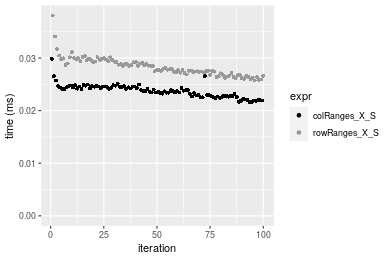 0.03
0.02
0.01
0.00
time (ms)
0
25
50
75
100
iteration
expr
colRanges_X_S
rowRanges_X_S